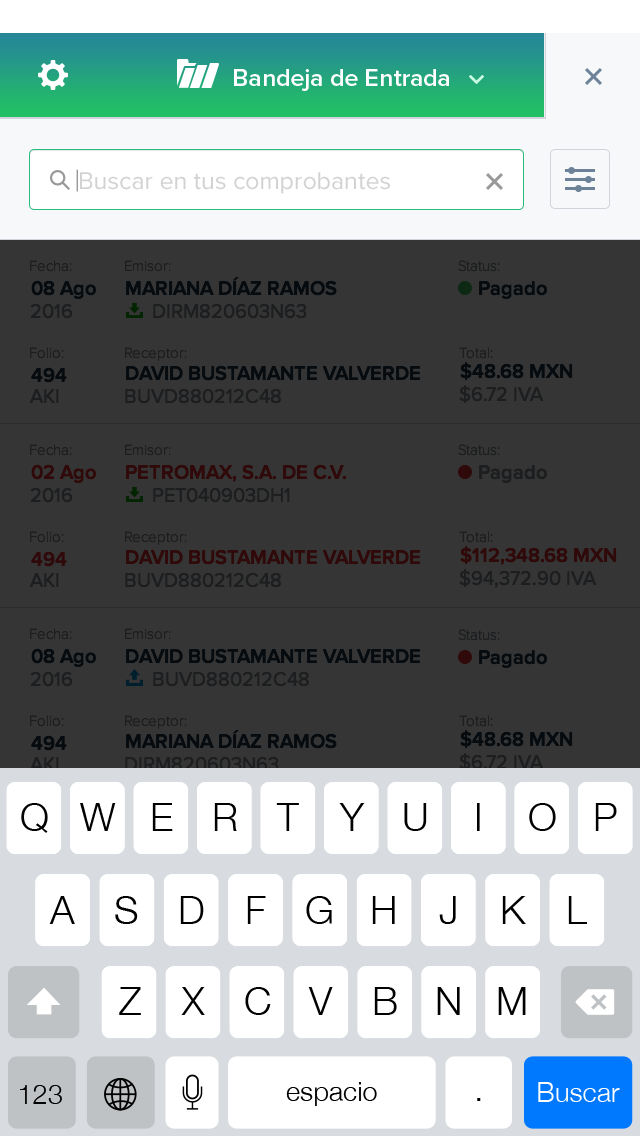 Bandeja de Entrada
Buscar en tus comprobantes
Fecha: Emisor: Status:
08 Ago MARIANA DÍAZ RAMOS Pagado
2016 DIRM820603N63
Folio: Receptor: Total:
494 DAVID BUSTAMANTE VALVERDE $48.68 MXN
AKI BUVD880212C48 $6.72 IVA
Fecha: Emisor: Status:
02 Ago PETROMAX, S.A. DE C.V. Pagado
2016 PET040903DH1
Folio: Receptor: Total:
494 DAVID BUSTAMANTE VALVERDE $112,348.68 MXN
AKI BUVD880212C48 $94,372.90 IVA
Fecha: Emisor: Status:
08 Ago DAVID BUSTAMANTE VALVERDE Pagado
2016 BUVD880212C48
Folio: Receptor: Total:
494 MARIANA DÍAZ RAMOS $48.68 MXN
AKI DIRM820603N63 $6.72 IVA
Q W E R T Y U I O P
A S D F G H J K L
Z X C V B N M
123 espacio . Buscar